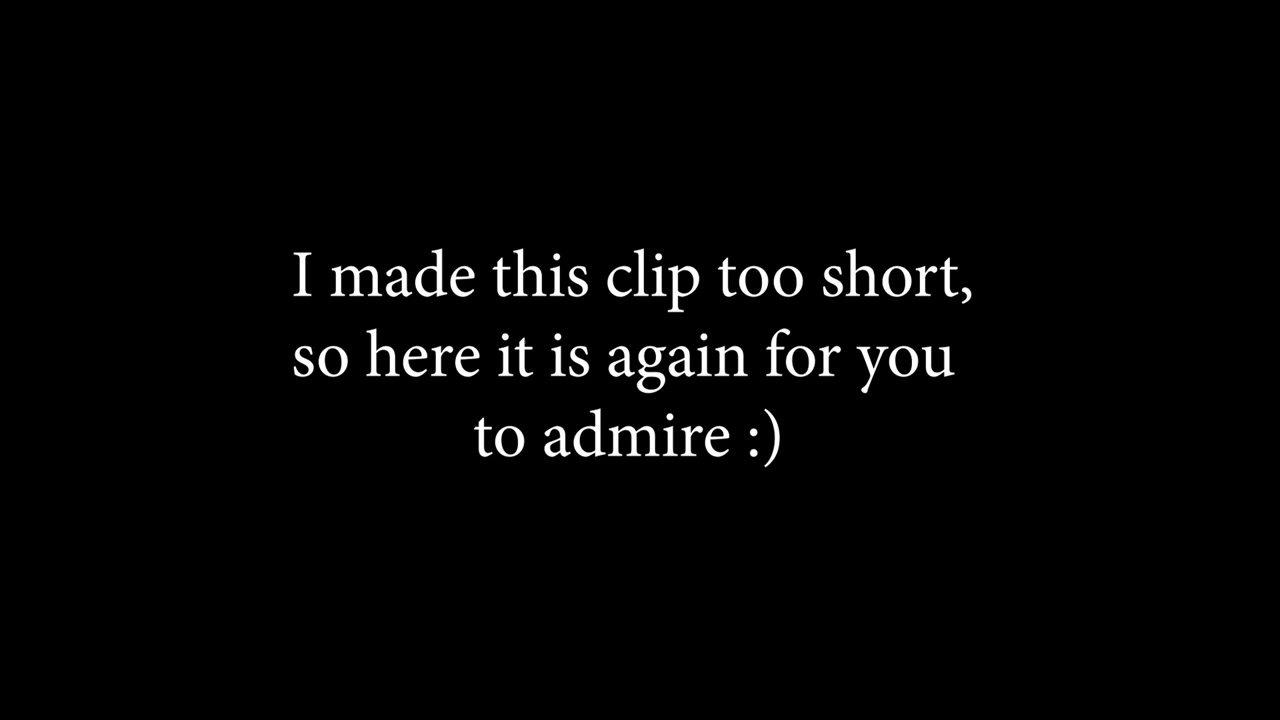 I made this clip too short,
so here it is again for you
to admire :)